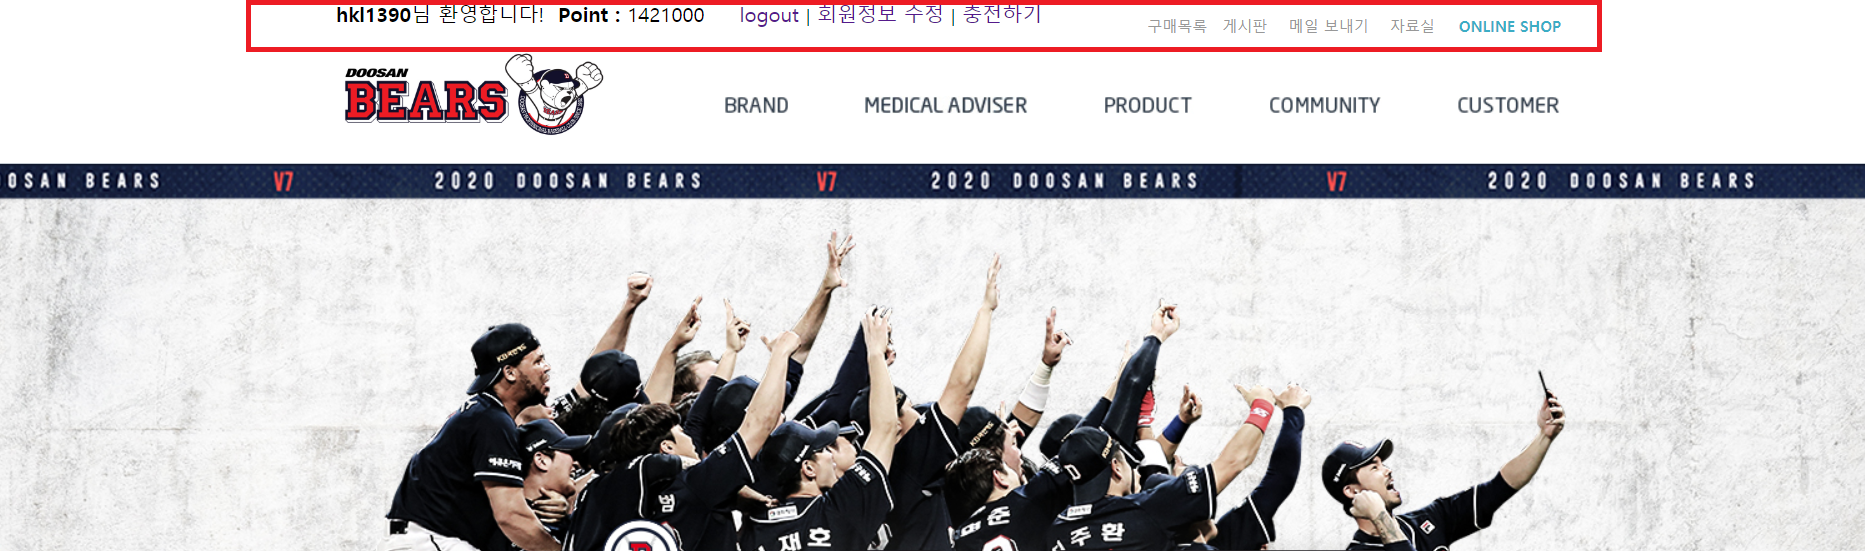 hkl1390님 환영합니다! Point : 1421000 logout | 회원정보 수정 | 충전하기
구매목록 게시판 메일 보내기 자료실 ONLINE SHOP
DOOSAN
BEARS
BRAND MEDICAL ADVISER PRODUCT COMMUNITY CUSTOMER
OOSAN BEARS V7 2020 DOOSAN BEARS V7 2020 DOOSAN BEARS V7 2020 DOOSAN BEARS
범
재호
준
주환